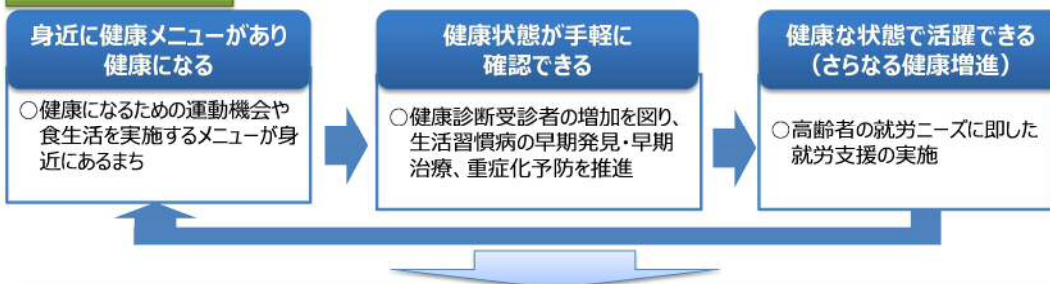 身近に健康メニューがあり
健康になる
○健康になるための運動機会や
食生活を実施するメニューが身
近にあるまち
健康状態が手軽に
確認できる
○健康診断受診者の増加を図り、
生活習慣病の早期発見・早期
治療、重症化予防を推進
健康な状態で活躍できる
（さらなる健康増進）
○高齢者の就労ニーズに即した
就労支援の実施